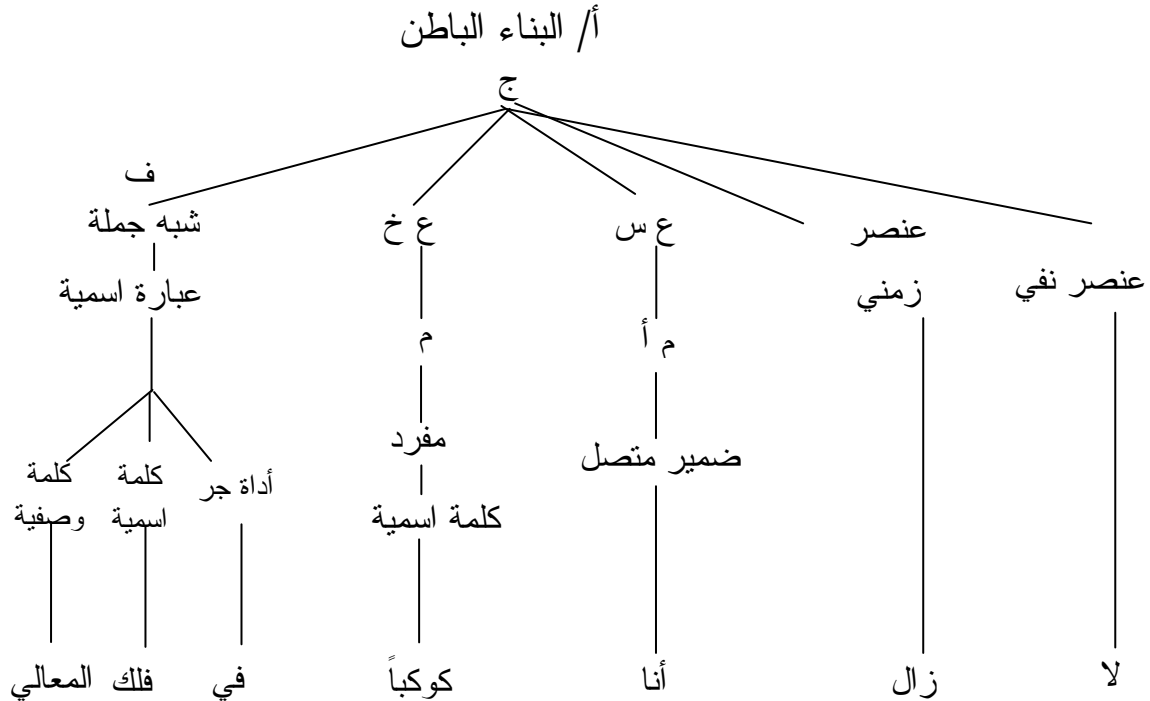 أ/ البناء الباطن
ج
عنصر نفي
عنصر
زمني
ع س
ع خ
ف
شبه جملة
عبارة اسمية
م أ
م
ضمير متصل
مفرد
كلمة اسمية
أداة جر
كلمة
اسمية
كلمة
وصفية
لا
زال
أنا
كوكباً
في
فلك
المعالي